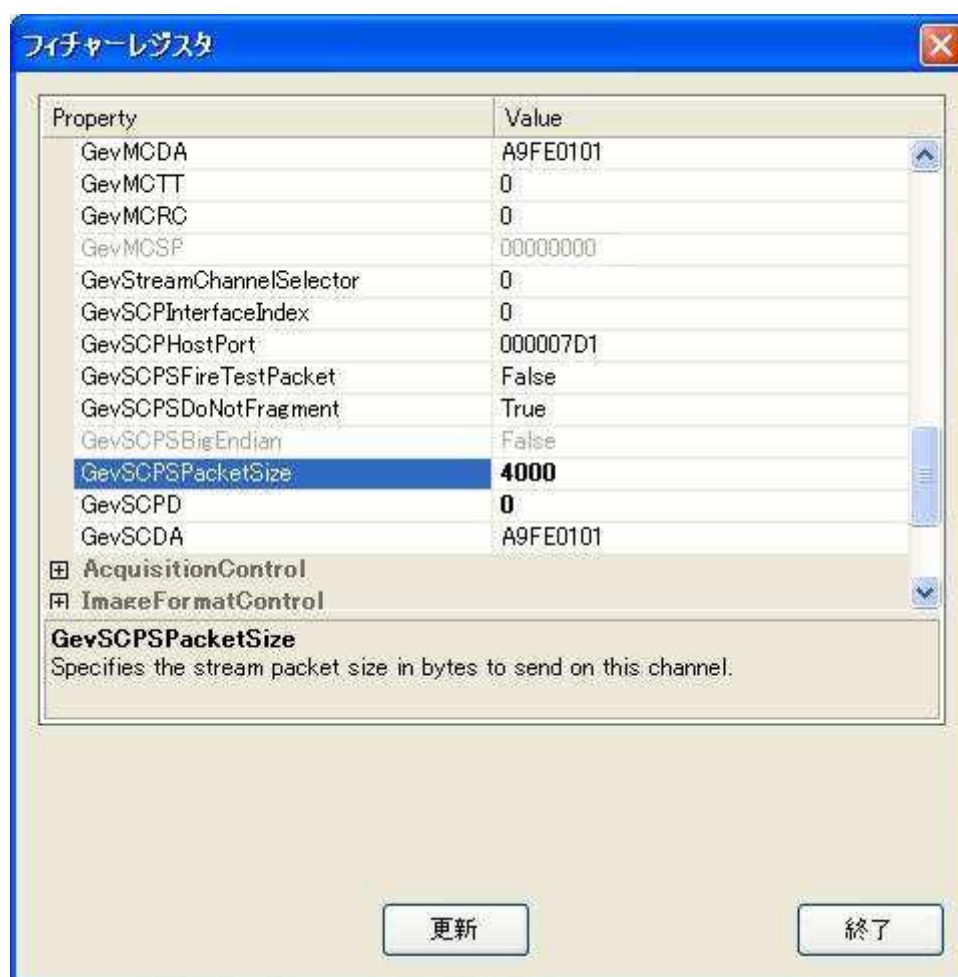 フィチャーレジスタ
Property Value
GevMCDA A9FE0101
GevMCTT 0
GevMCRC 0
GevMCSP 00000000
GevStreamChannelSelector 0
GevSCPInterfaceIndex 0
GevSCPHostPort 000007D1
GevSCPSFireTestPacket False
GevSCPSDoNotFragment True
GevSCPSBigEndian False
GevSCPSPacketSize 4000
GevSCPD 0
GevSCDA A9FE0101
AcquisitionControl
ImageFormatControl
GevSCPSPacketSize
Specifies the stream packet size in bytes to send on this channel.
更新 終了